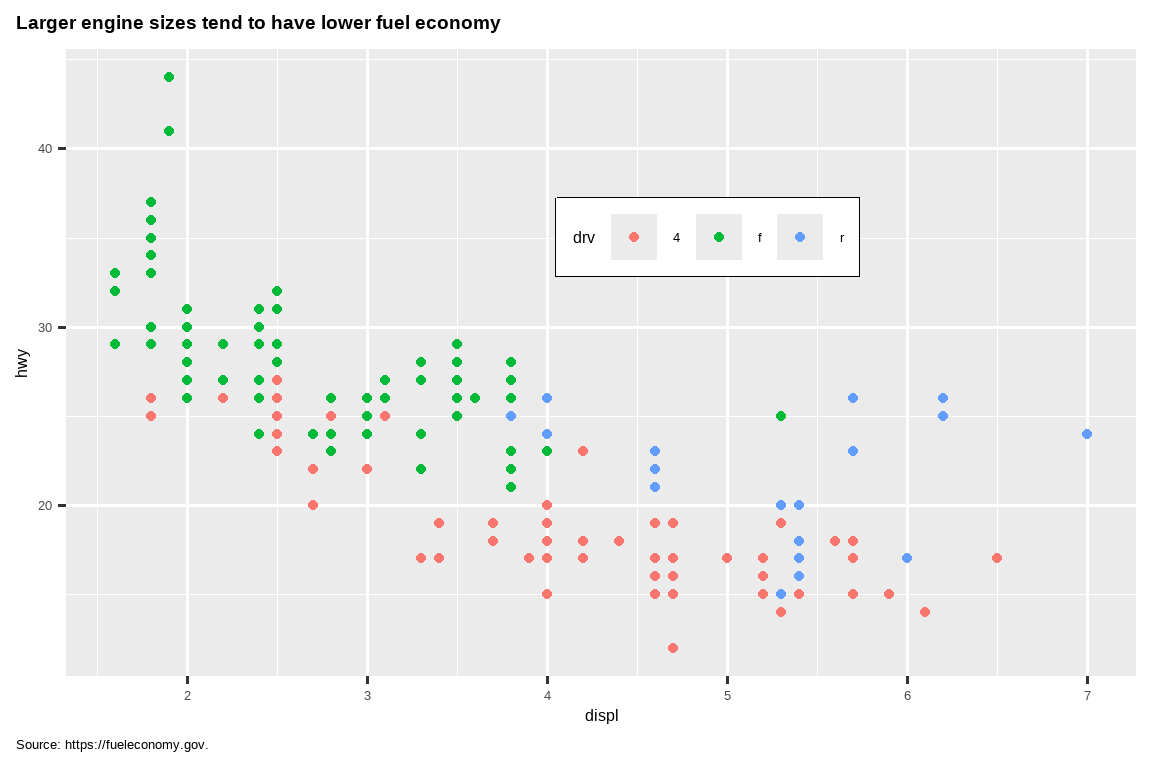 Larger engine sizes tend to have lower fuel economy
40
30
20
hwy
drv 4 f r
2 3 4 5 6 7
displ
Source: https://fueleconomy.gov.